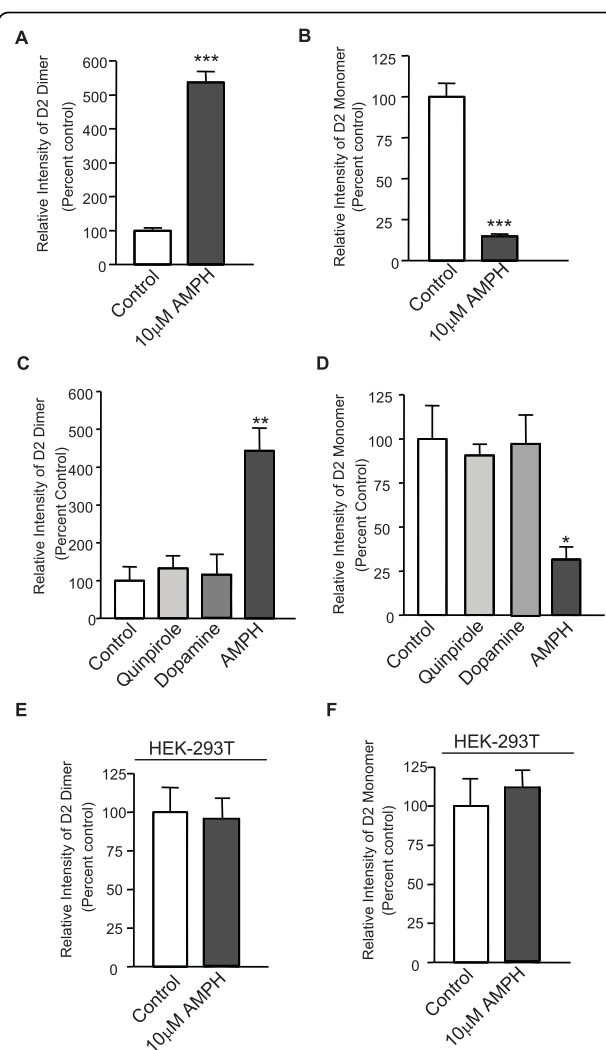 A
Relative Intensity of D2 Dimer
(Percent control)
600
500
400
300
200
100
0
***
Control
10μM AMPH
B
Relative Intensity of D2 Monomer
(Percent control)
125
100
75
50
25
0
***
Control
10μM AMPH
C
Relative Intensity of D2 Dimer
(Percent Control)
600
500
400
300
200
100
0
**
Control
Quinpirole
Dopamine
AMPH
D
Relative Intensity of D2 Monomer
(Percent Control)
125
100
75
50
25
0
*
Control
Quinpirole
Dopamine
AMPH
E
HEK-293T
Relative Intensity of D2 Dimer
(Percent control)
125
100
75
50
25
0
Control
10μM AMPH
F
HEK-293T
Relative Intensity of D2 Monomer
(Percent control)
125
100
75
50
25
0
Control
10μM AMPH